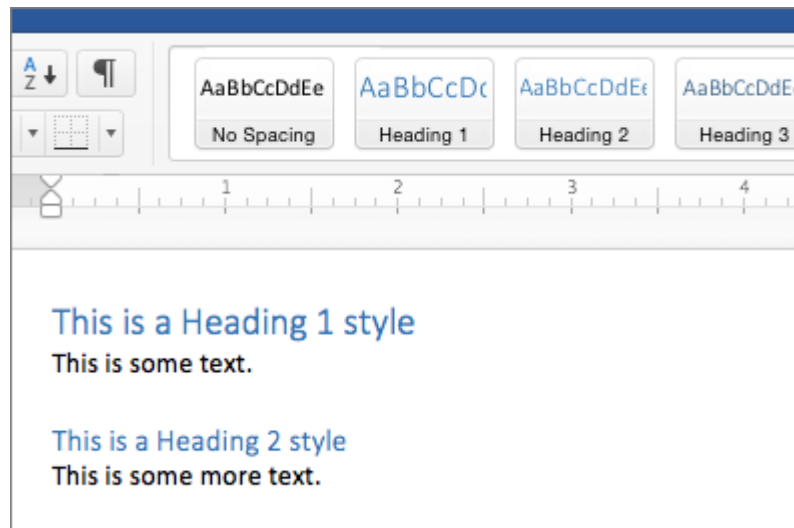 A
Z
¶
AaBbCcDdEe
AaBbCcDc
AaBbCcDdEe
AaBbCcDdE
No Spacing
Heading 1
Heading 2
Heading 3
1 2 3 4
This is a Heading 1 style
This is some text.
This is a Heading 2 style
This is some more text.